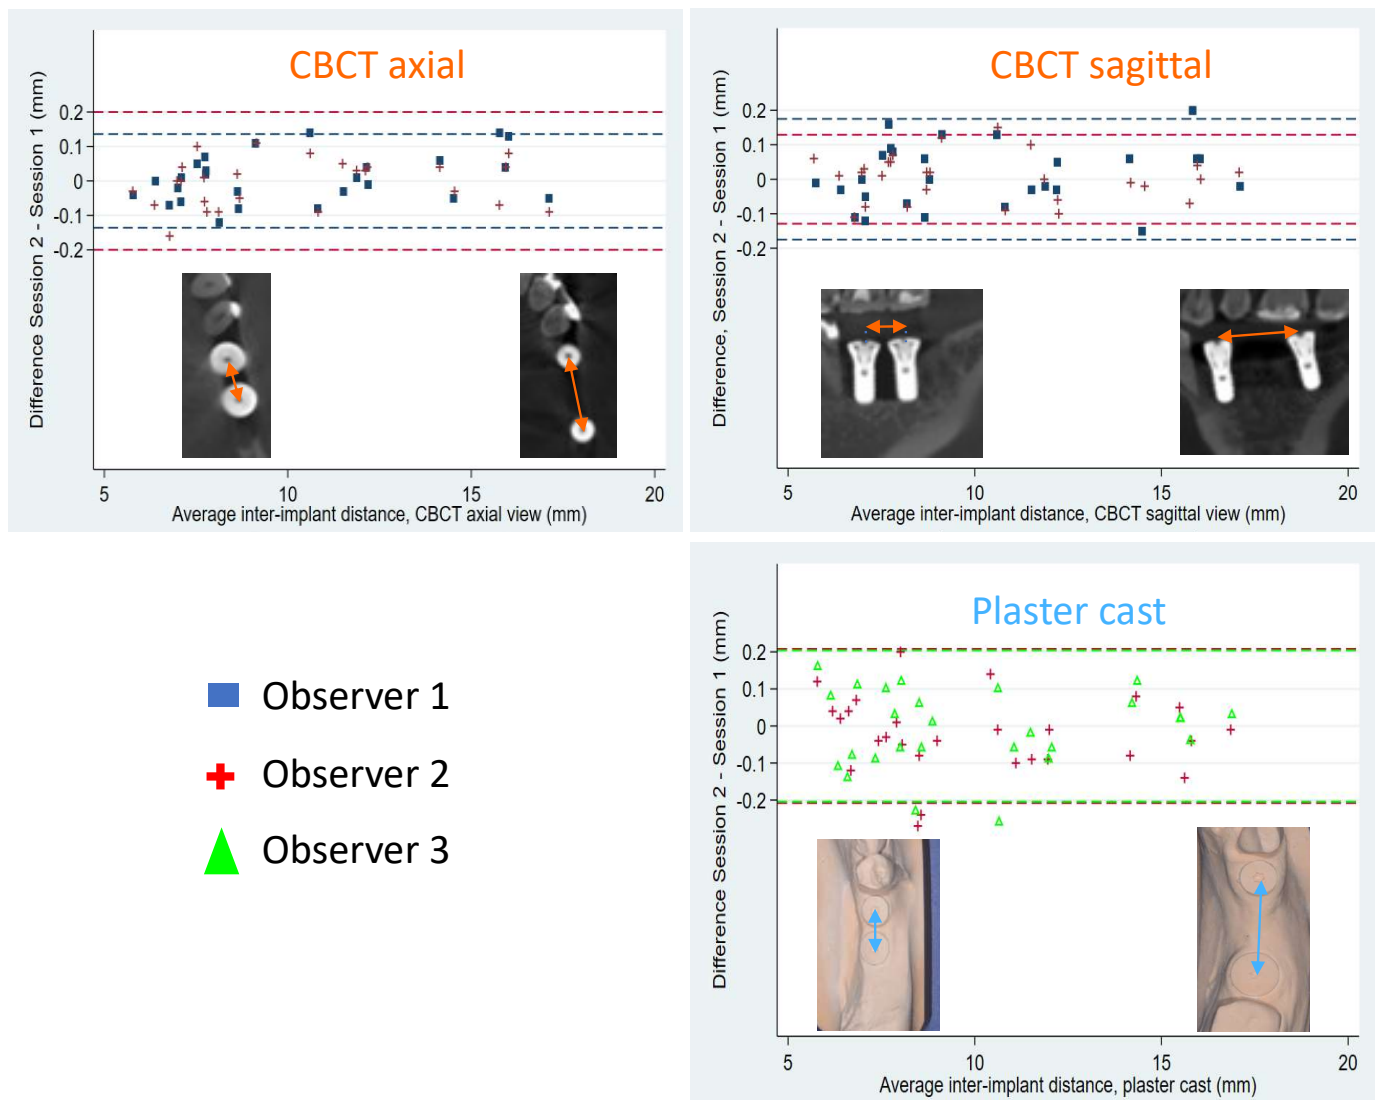 CBCT axial
Difference Session 2 - Session 1 (mm)
0.2
0.1
0
-0.1
-0.2
5
10
15
20
Average inter-implant distance, CBCT axial view (mm)
CBCT sagittal
Difference, Session 2 - Session 1 (mm)
0.2
0.1
0
-0.1
-0.2
5
10
15
20
Average inter-implant distance, CBCT sagittal view (mm)
Observer 1
Observer 2
Observer 3
Plaster cast
Difference Session 2 - Session 1 (mm)
0.2
0.1
0
-0.1
-0.2
5
10
15
20
Average inter-implant distance, plaster cast (mm)